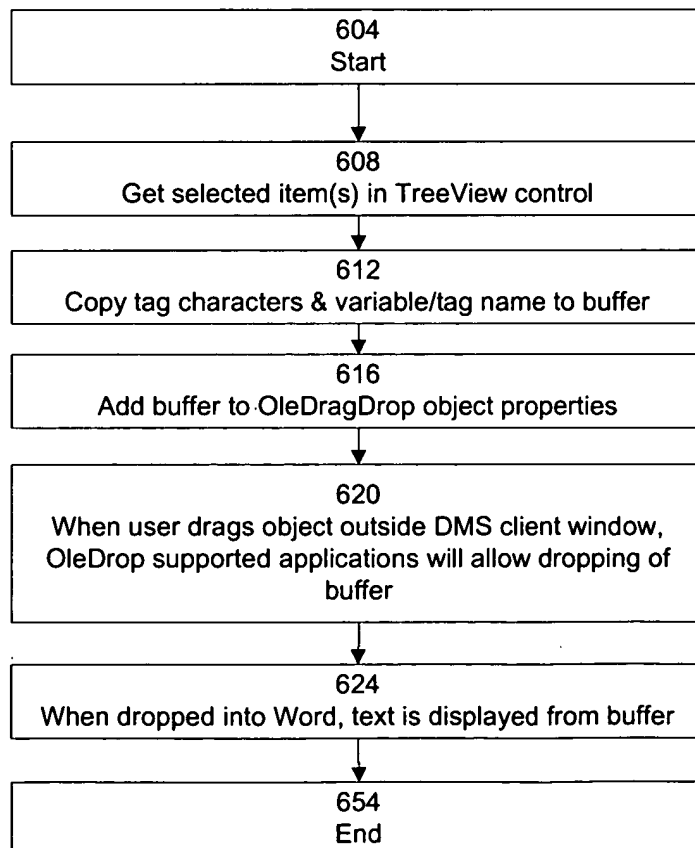 604
Start
608
Get selected item(s) in TreeView control
612
Copy tag characters & variable/tag name to buffer
616
Add buffer to OleDragDrop object properties
620
When user drags object outside DMS client window,
OleDrop supported applications will allow dropping of
buffer
624
When dropped into Word, text is displayed from buffer
654
End